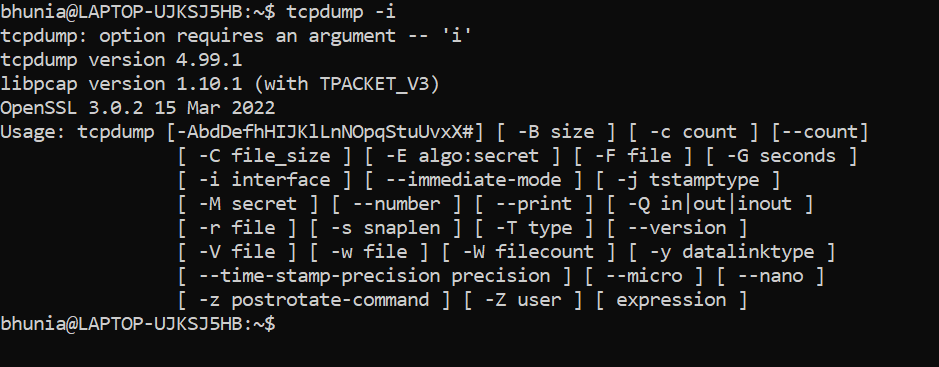 bhunia@LAPTOP-UJKSJ5HB:~$ tcpdump -i
tcpdump: option requires an argument -- 'i'
tcpdump version 4.99.1
libpcap version 1.10.1 (with TPACKET_V3)
OpenSSL 3.0.2 15 Mar 2022
Usage: tcpdump [-AbdDefhHIJKlLnNOpqStuUvxX#] [ -B size ] [ -c count ] [--count]
[ -C file_size ] [ -E algo:secret ] [ -F file ] [ -G seconds ]
[ -i interface ] [ --immediate-mode ] [ -j tstamptype ]
[ -M secret ] [ --number ] [ --print ] [ -Q in|out|inout ]
[ -r file ] [ -s snaplen ] [ -T type ] [ --version ]
[ -V file ] [ -w file ] [ -W filecount ] [ -y datalinktype ]
[ --time-stamp-precision precision ] [ --micro ] [ --nano ]
[ -z postrotate-command ] [ -Z user ] [ expression ]
bhunia@LAPTOP-UJKSJ5HB:~$